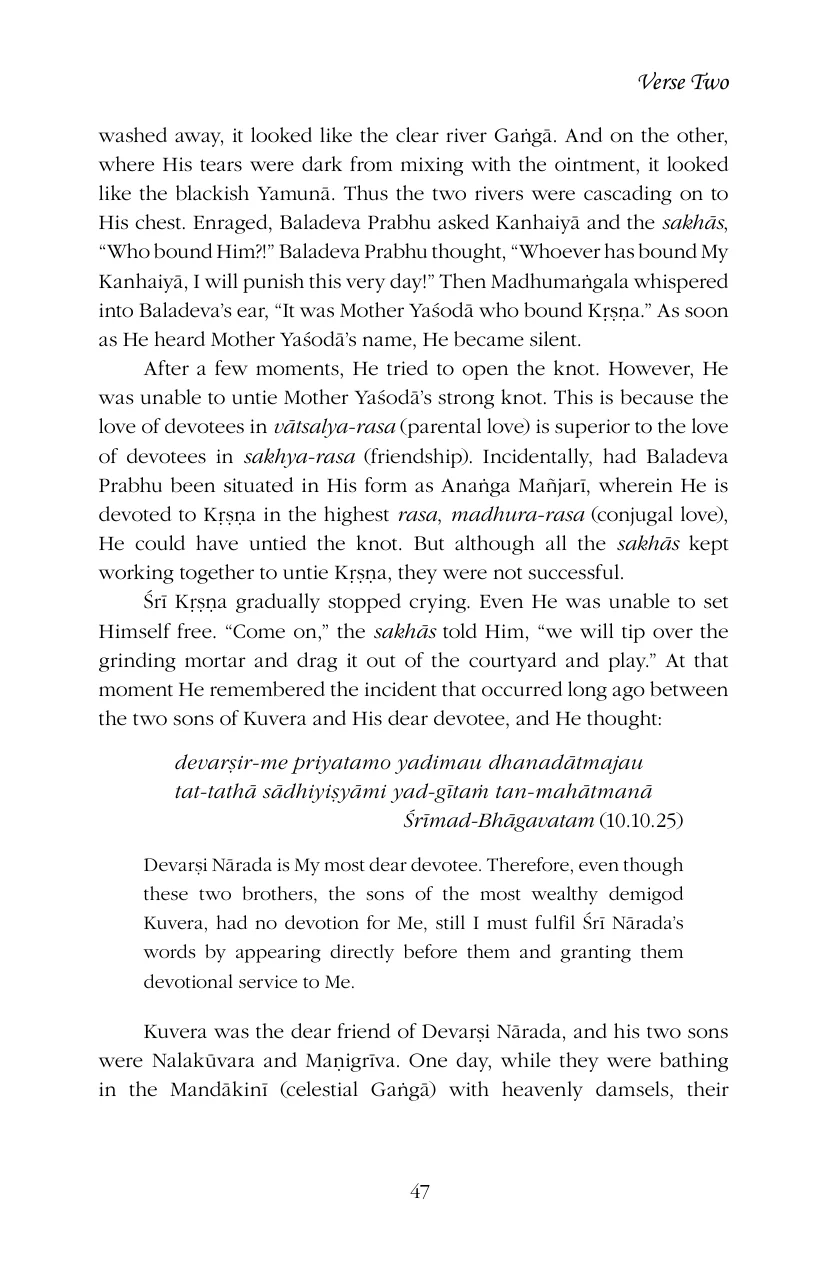 Verse Two
washed away, it looked like the clear river Gaṅgā. And on the other,
where His tears were dark from mixing with the ointment, it looked
like the blackish Yamunā. Thus the two rivers were cascading on to
His chest. Enraged, Baladeva Prabhu asked Kanhaiyā and the sakhās,
“Who bound Him?!” Baladeva Prabhu thought, “Whoever has bound My
Kanhaiyā, I will punish this very day!” Then Madhumaṅgala whispered
into Baladeva’s ear, “It was Mother Yaśodā who bound Kṛṣṇa.” As soon
as He heard Mother Yaśodā’s name, He became silent.
After a few moments, He tried to open the knot. However, He
was unable to untie Mother Yaśodā’s strong knot. This is because the
love of devotees in vātsalya-rasa (parental love) is superior to the love
of devotees in sakhya-rasa (friendship). Incidentally, had Baladeva
Prabhu been situated in His form as Anaṅga Mañjarī, wherein He is
devoted to Kṛṣṇa in the highest rasa, madhura-rasa (conjugal love),
He could have untied the knot. But although all the sakhās kept
working together to untie Kṛṣṇa, they were not successful.
Śrī Kṛṣṇa gradually stopped crying. Even He was unable to set
Himself free. “Come on,” the sakhās told Him, “we will tip over the
grinding mortar and drag it out of the courtyard and play.” At that
moment He remembered the incident that occurred long ago between
the two sons of Kuvera and His dear devotee, and He thought:
devarṣir-me priyatamo yadimau dhanadātmajau
tat-tathā sādhiyiṣyāmi yad-gītaṁ tan-mahātmanā
Śrīmad-Bhāgavatam (10.10.25)
Devarṣi Nārada is My most dear devotee. Therefore, even though
these two brothers, the sons of the most wealthy demigod
Kuvera, had no devotion for Me, still I must fulfil Śrī Nārada’s
words by appearing directly before them and granting them
devotional service to Me.
Kuvera was the dear friend of Devarṣi Nārada, and his two sons
were Nalakūvara and Maṇigrīva. One day, while they were bathing
in the Mandākinī (celestial Gaṅgā) with heavenly damsels, their
47